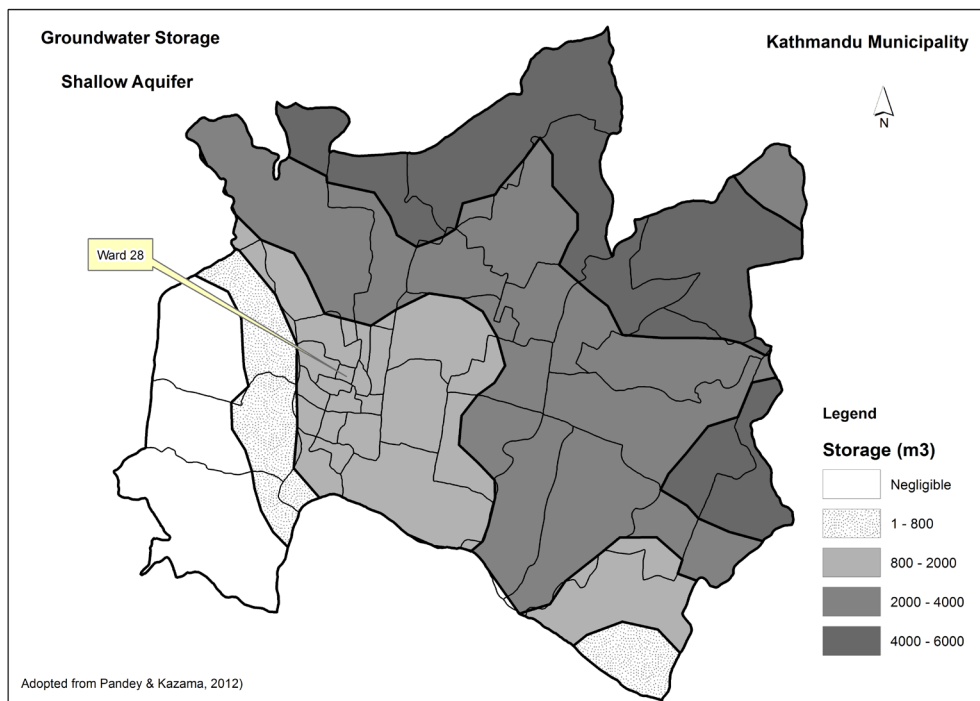 Groundwater Storage
Shallow Aquifer
Kathmandu Municipality
N
Ward 28
Legend
Storage (m3)
Negligible
1 - 800
800 - 2000
2000 - 4000
4000 - 6000
Adopted from Pandey & Kazama, 2012)